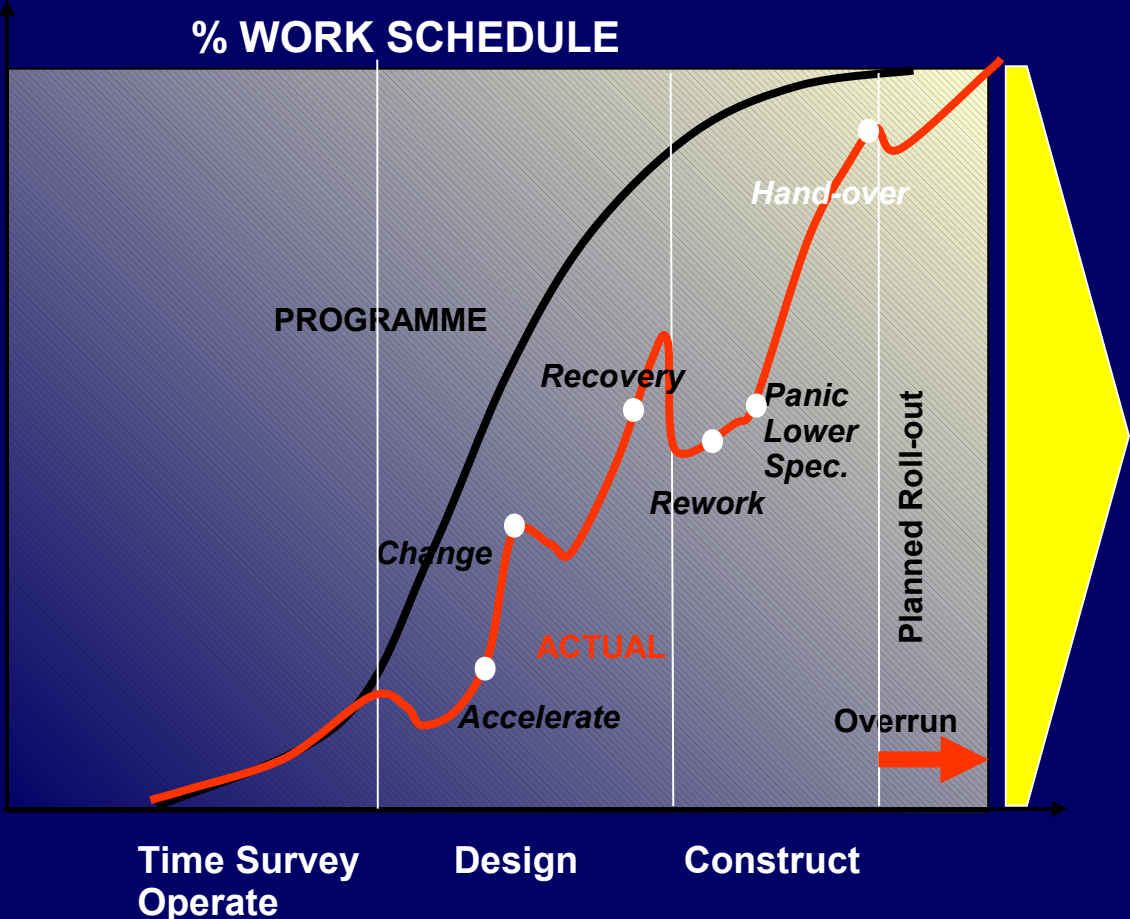 % WORK SCHEDULE
Hand-over
PROGRAMME
Recovery
Panic
Lower
Spec.
Planned Roll-out
Rework
Change
ACTUAL
Accelerate
Overrun
Time Survey
Operate
Design
Construct